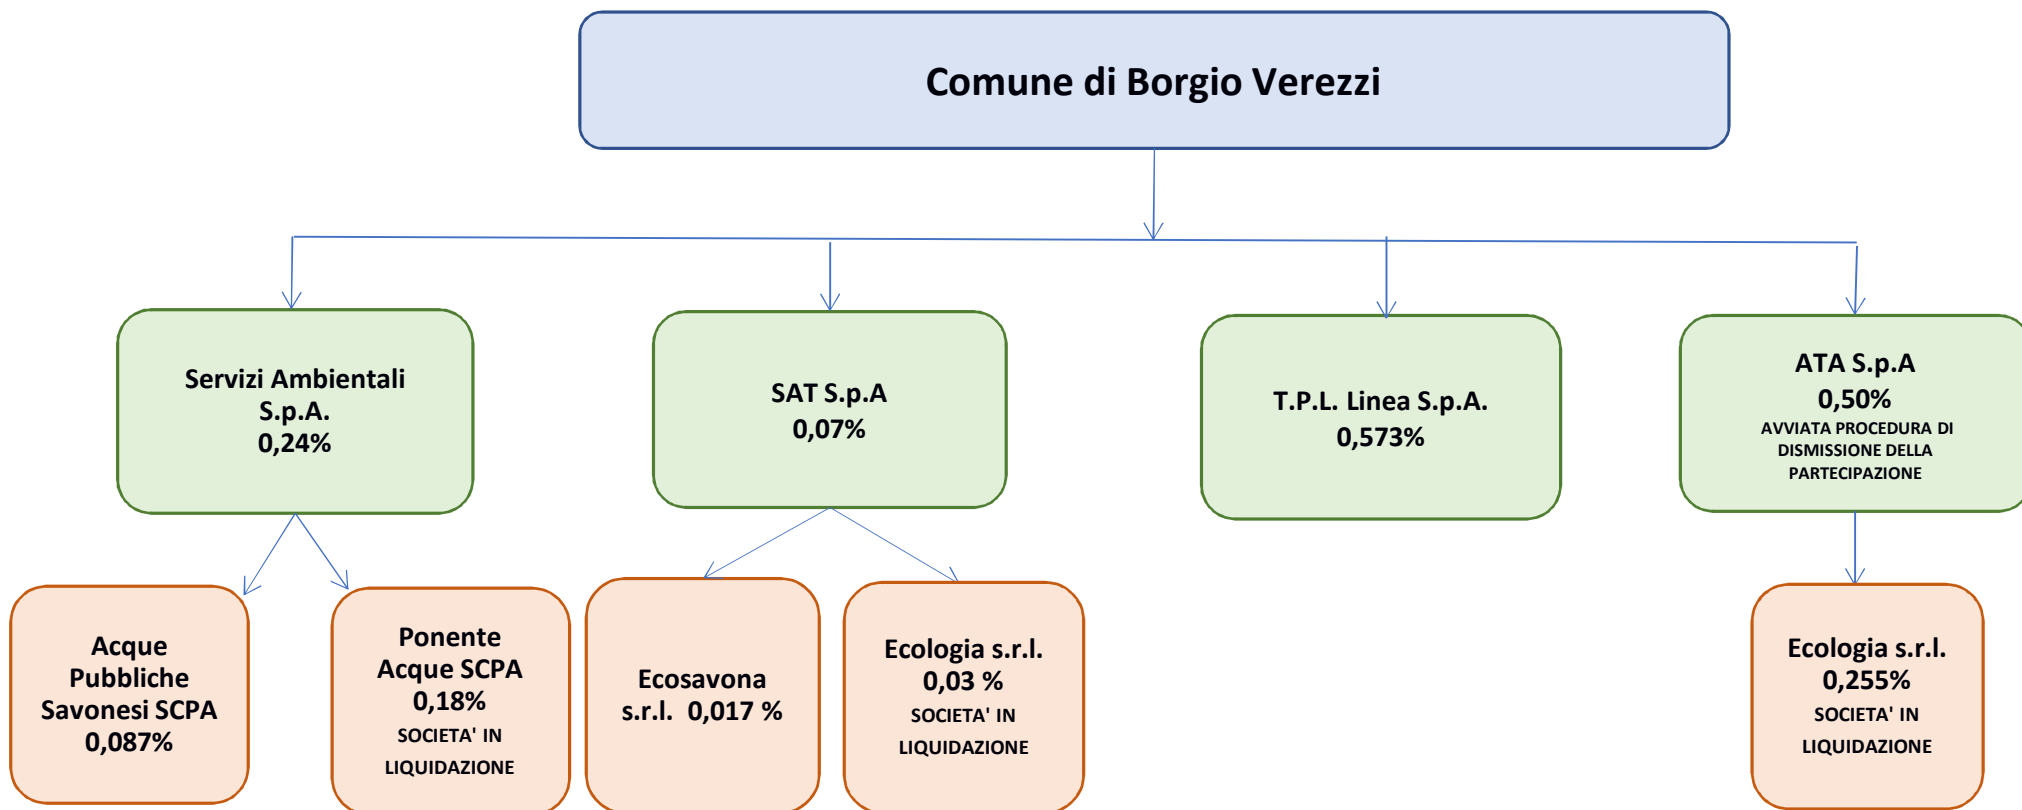 Comune di Borgio Verezzi
Servizi Ambientali
S.p.A.
0,24%
SAT S.p.A
0,07%
T.P.L. Linea S.p.A.
0,573%
ATA S.p.A
0,50%
AVVIATA PROCEDURA DI
DISMISSIONE DELLA
PARTECIPAZIONE
Acque
Pubbliche
Savonesi SCPA
0,087%
Ponente
Acque SCPA
0,18%
SOCIETA' IN
LIQUIDAZIONE
Ecosavona
s.r.l.  0,017 %
Ecologia s.r.l.
0,03 %
SOCIETA' IN
LIQUIDAZIONE
Ecologia s.r.l.
0,255%
SOCIETA' IN
LIQUIDAZIONE